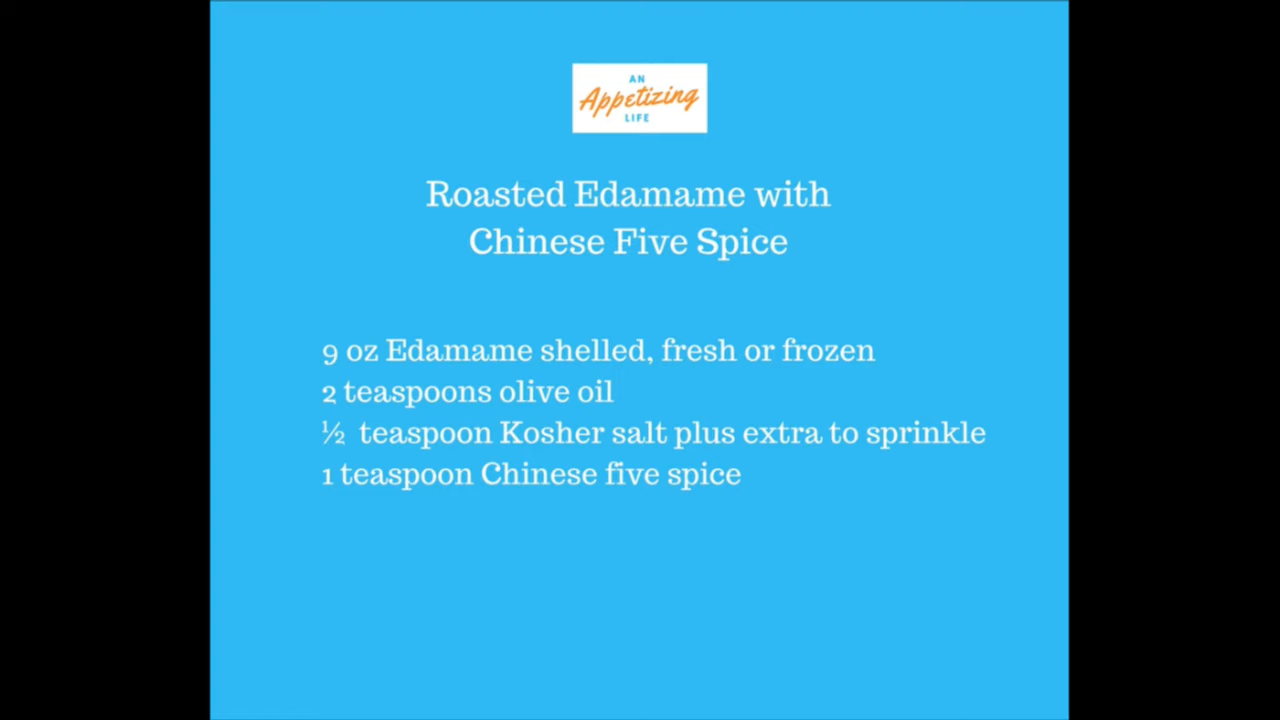 AN
Appetizing
LIFE
Roasted Edamame with
Chinese Five Spice
9 oz Edamame shelled, fresh or frozen
2 teaspoons olive oil
½ teaspoon Kosher salt plus extra to sprinkle
1 teaspoon Chinese five spice